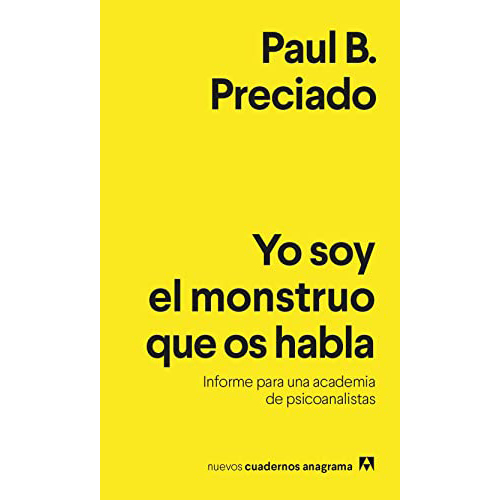 Paul B.
Preciado
Yo soy
el monstruo
que os habla
Informe para una academia
de psicoanalistas
nuevos cuadernos anagrama